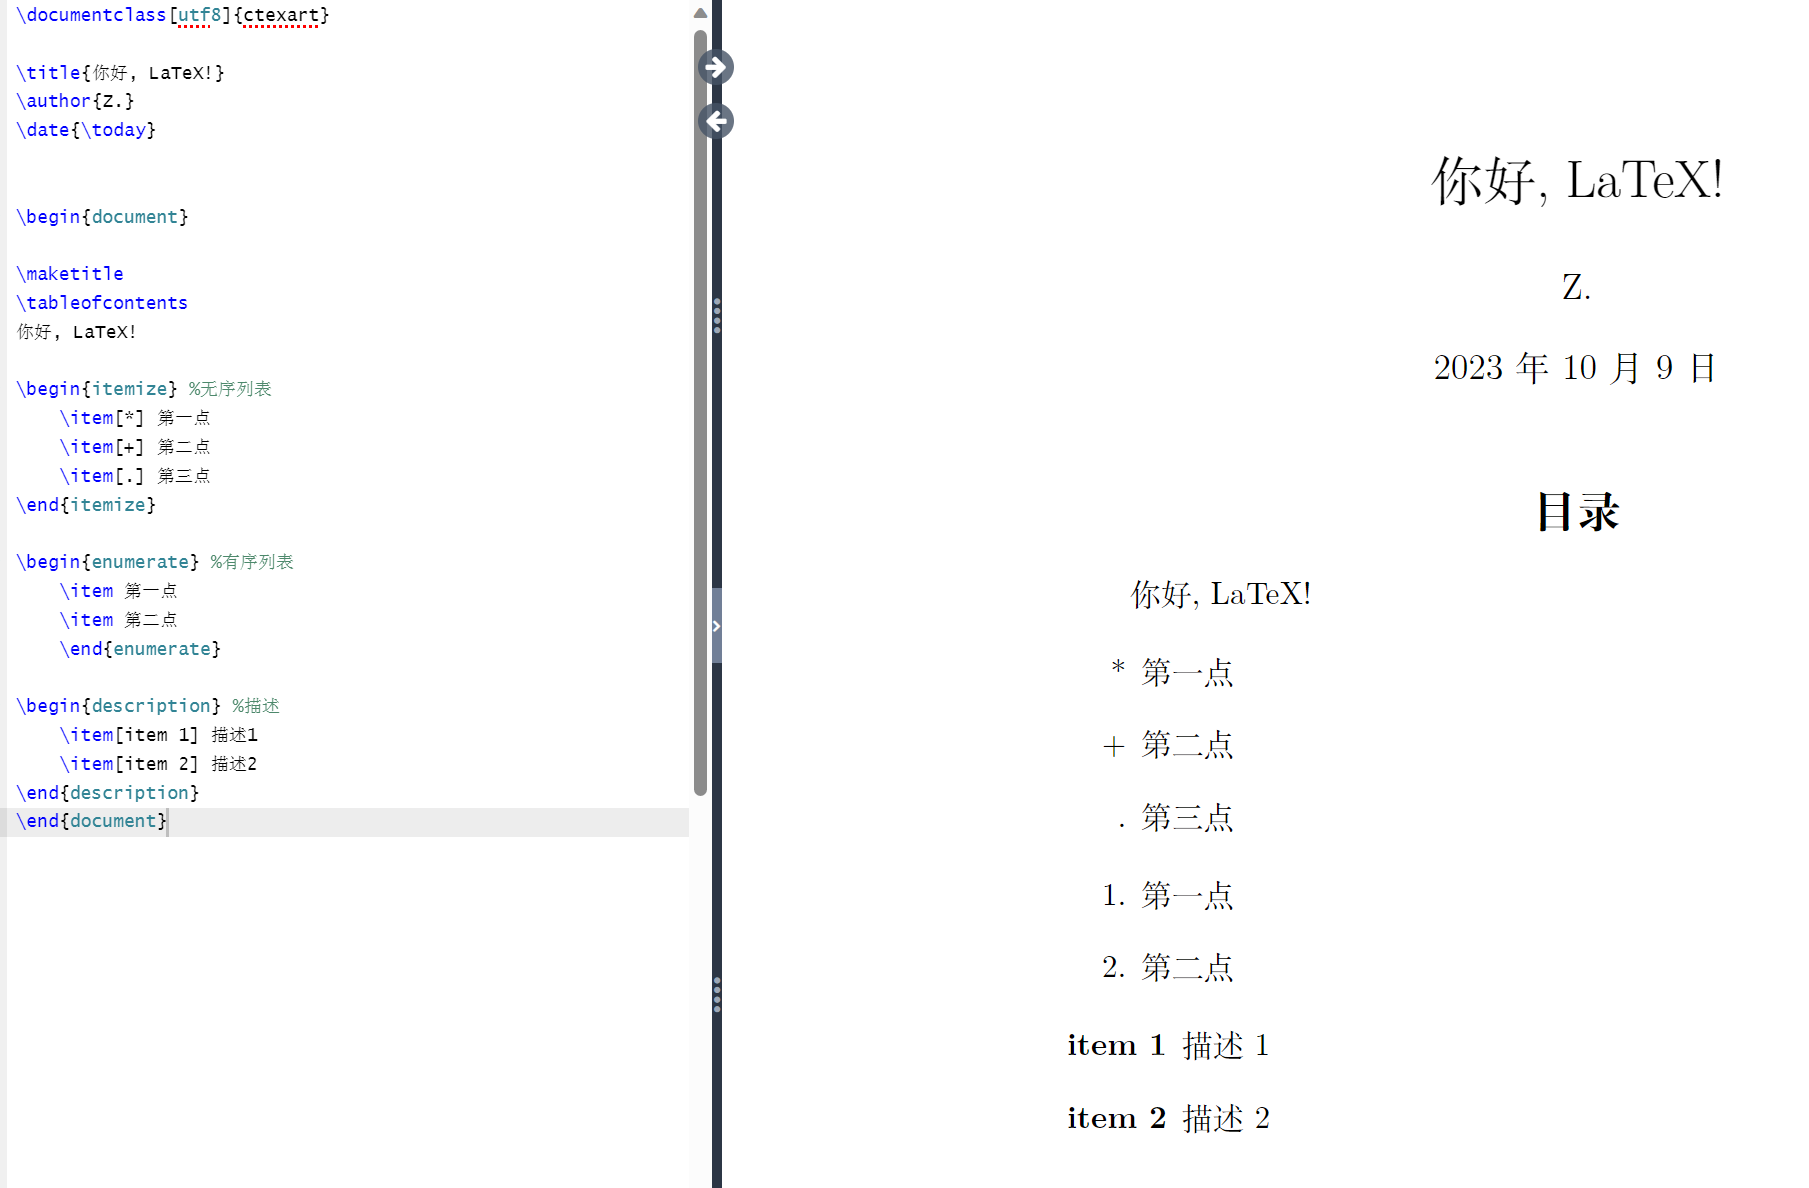 \documentclass[utf8]{ctexart}
\title{你好, LaTeX!}
\author{Z.}
\date{\today}
\begin{document}
\maketitle
\tableofcontents
你好, LaTeX!
\begin{itemize} %无序列表
\item[*] 第一点
\item[+] 第二点
\item[.] 第三点
\end{itemize}
\begin{enumerate} %有序列表
\item 第一点
\item 第二点
\end{enumerate}
\begin{description} %描述
\item[item 1] 描述1
\item[item 2] 描述2
\end{description}
\end{document}
你好, LaTeX!
Z.
2023 年 10 月 9 日
目录
你好, LaTeX!
* 第一点
+ 第二点
. 第三点
1. 第一点
2. 第二点
item 1 描述 1
item 2 描述 2